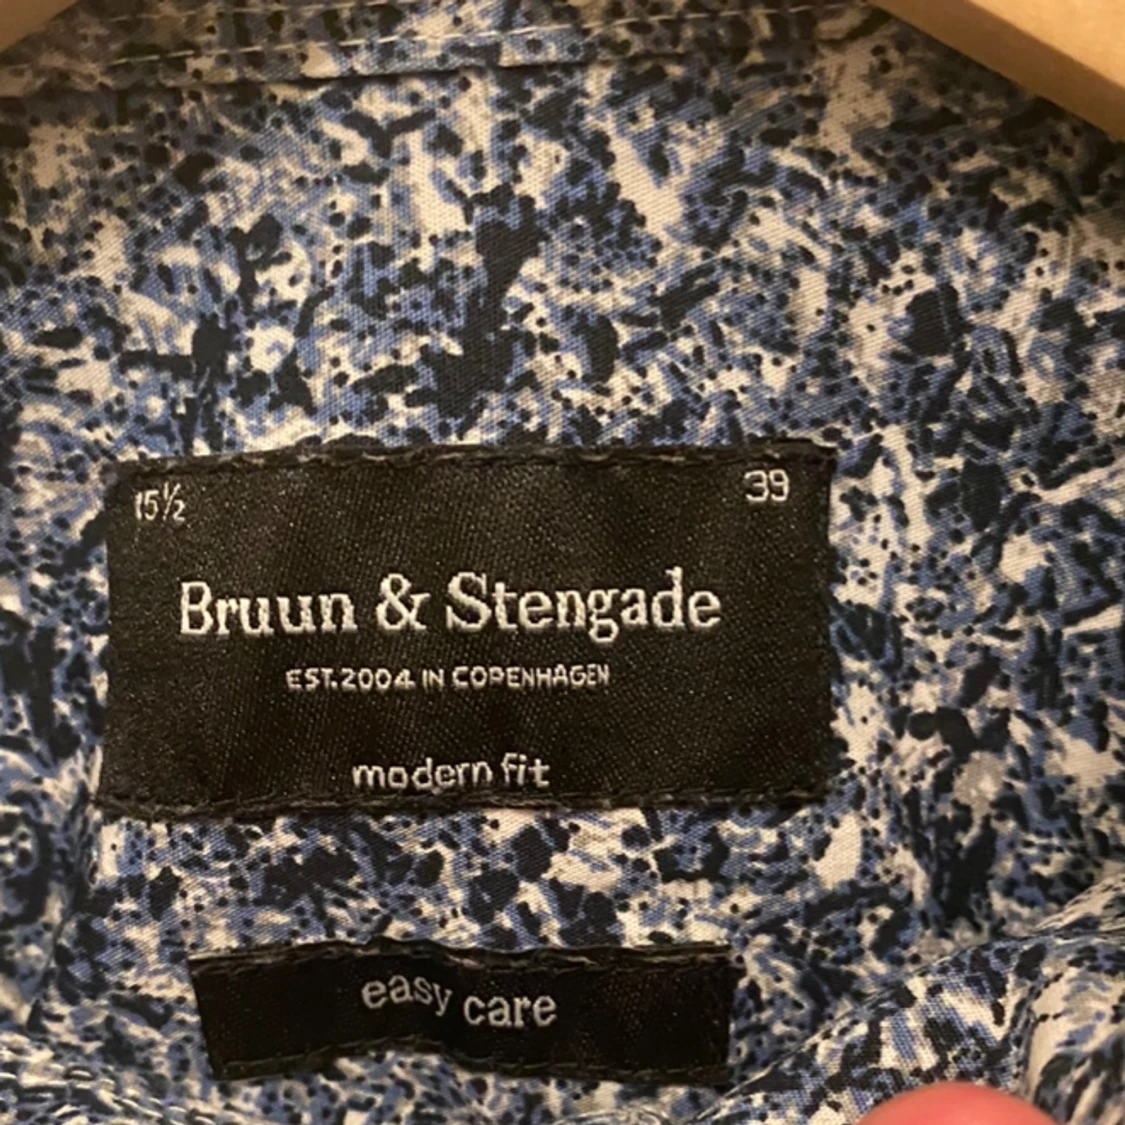 15½ 39
Bruun & Stengade
EST.2004 IN COPENHAGEN
modern fit
easy care